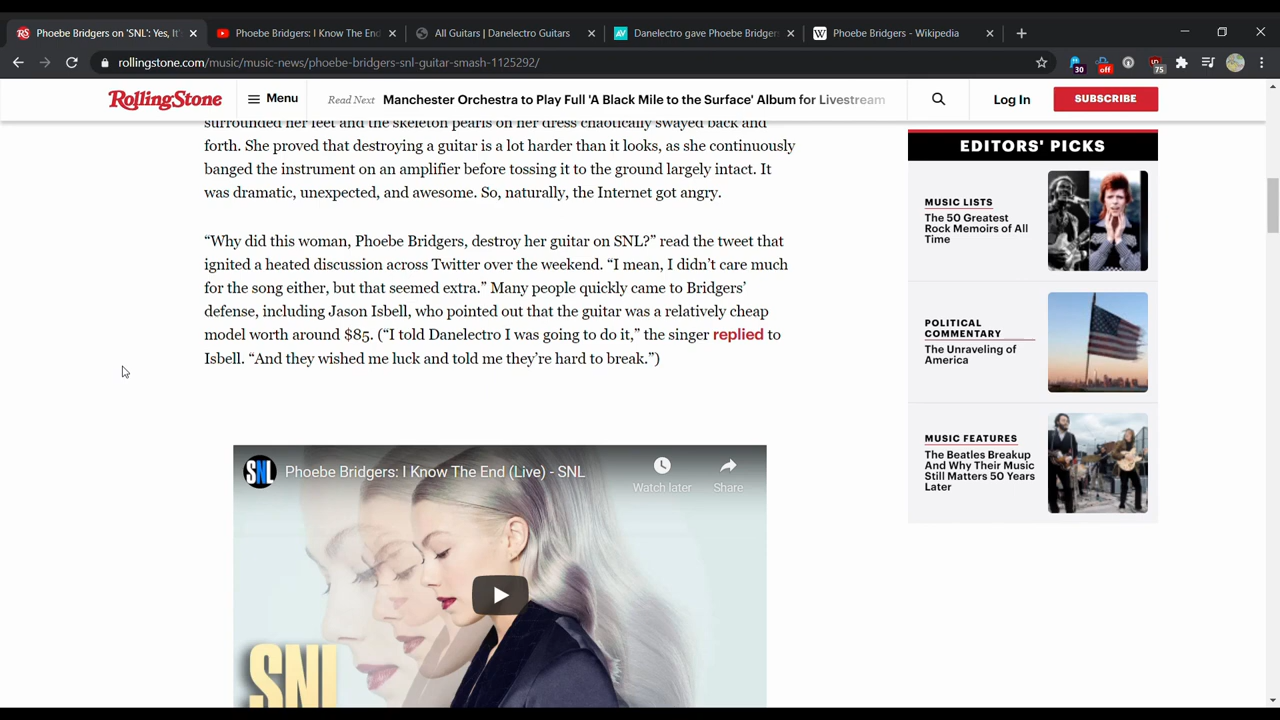 Phoebe Bridgers on 'SNL': Yes, It'
Phoebe Bridgers: I Know The End
All Guitars | Danelectro Guitars
Danelectro gave Phoebe Bridger
Phoebe Bridgers - Wikipedia
rollingstone.com/music/music-news/phoebe-bridgers-snl-guitar-smash-1125292/
30
off
75
RollingStone
Menu
Read Next Manchester Orchestra to Play Full 'A Black Mile to the Surface' Album for Livestream
Log In
SUBSCRIBE
surrounded her feet and the skeleton pearls on her dress chaotically swayed back and
forth. She proved that destroying a guitar is a lot harder than it looks, as she continuously
banged the instrument on an amplifier before tossing it to the ground largely intact. It
was dramatic, unexpected, and awesome. So, naturally, the Internet got angry.
“Why did this woman, Phoebe Bridgers, destroy her guitar on SNL?” read the tweet that
ignited a heated discussion across Twitter over the weekend. “I mean, I didn’t care much
for the song either, but that seemed extra.” Many people quickly came to Bridgers’
defense, including Jason Isbell, who pointed out that the guitar was a relatively cheap
model worth around $85. (“I told Danelectro I was going to do it,” the singer replied to
Isbell. “And they wished me luck and told me they’re hard to break.”)
SNL
Phoebe Bridgers: I Know The End (Live) - SNL
Watch later
Share
SNL
EDITORS' PICKS
MUSIC LISTS
The 50 Greatest
Rock Memoirs of All
Time
POLITICAL
COMMENTARY
The Unraveling of
America
MUSIC FEATURES
The Beatles Breakup
And Why Their Music
Still Matters 50 Years
Later